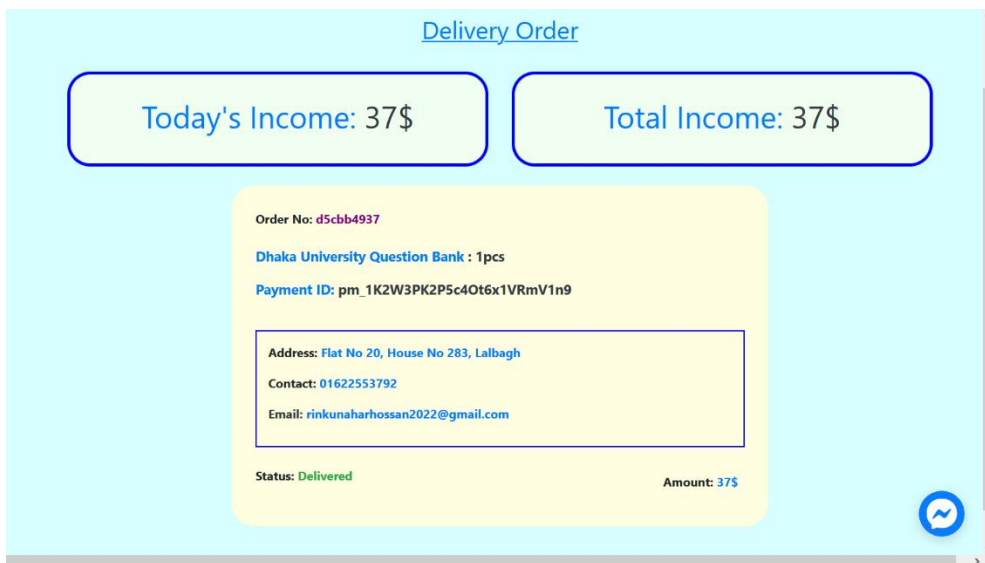 Delivery Order
Today's Income: 37$
Total Income: 37$
Order No: d5cbb4937
Dhaka University Question Bank : 1pcs
Payment ID: pm_1K2W3PK2P5c4Ot6x1VRmV1n9
Address: Flat No 20, House No 283, Lalbagh
Contact: 01622553792
Email: rinkunaharhossan2022@gmail.com
Status: Delivered
Amount: 37$